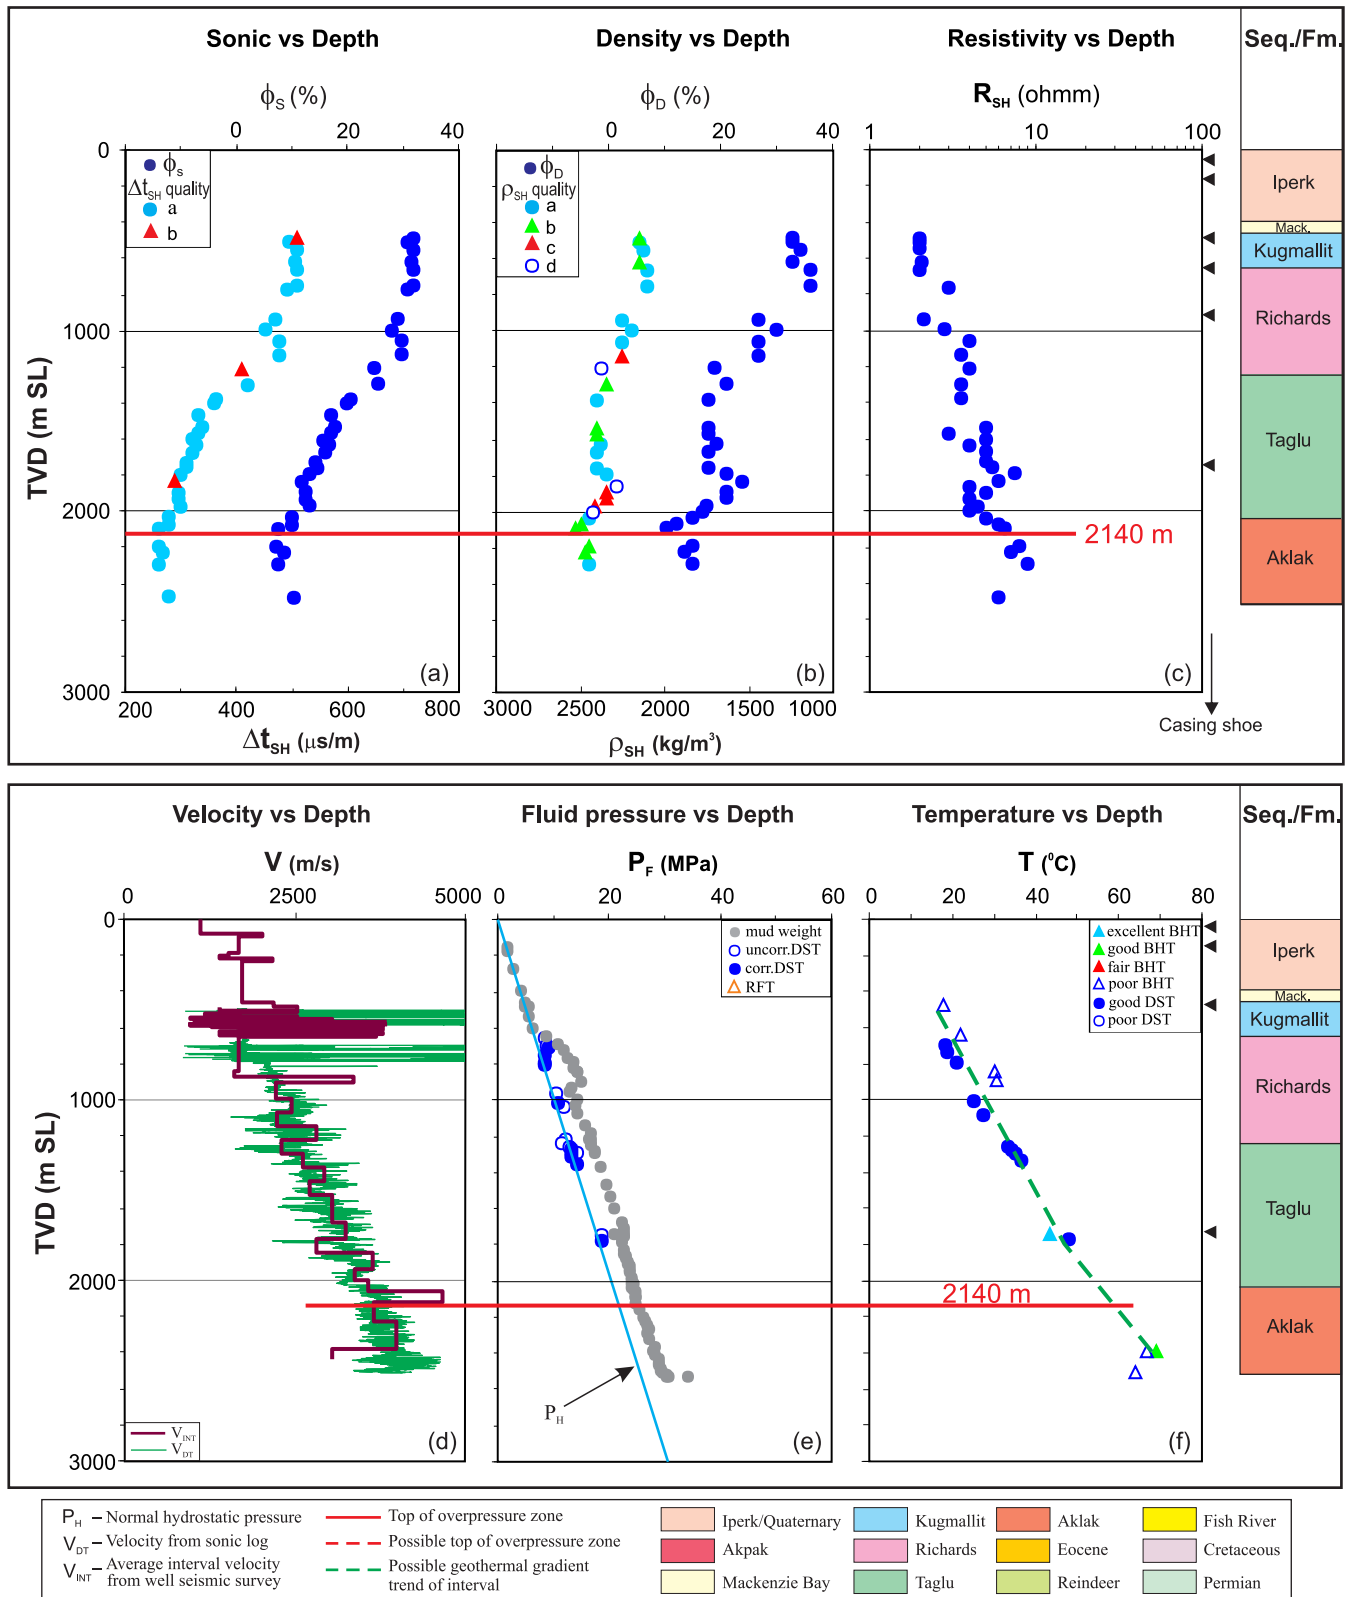 Sonic vs Depth
Density vs Depth
Resistivity vs Depth
Seq./Fm.
ϕS (%)
ϕD (%)
RSH (ohmm)
0 20 40
0 20 40
1 10 100
0
1000
2000
3000
TVD (m SL)
ϕs
ΔtSH quality
a
b
ϕD
ρSH quality
a
b
c
d
2140 m
(a)
(b)
(c)
200 400 600 800
3000 2500 2000 1500 1000
ΔtSH (μs/m)
ρSH (kg/m³)
Casing shoe
Iperk
Mack.
Kugmallit
Richards
Taglu
Aklak
Velocity vs Depth
Fluid pressure vs Depth
Temperature vs Depth
Seq./Fm.
V (m/s)
PF (MPa)
T (⁰C)
0 2500 5000
0 20 40 60
0 20 40 60 80
0
1000
2000
3000
TVD (m SL)
mud weight
uncorr.DST
corr.DST
RFT
excellent BHT
good BHT
fair BHT
poor BHT
good DST
poor DST
2140 m
PH
VINT
VDT
(d)
(e)
(f)
Iperk
Mack.
Kugmallit
Richards
Taglu
Aklak
PH – Normal hydrostatic pressure
VDT – Velocity from sonic log
VINT – Average interval velocity
from well seismic survey
Top of overpressure zone
Possible top of overpressure zone
Possible geothermal gradient
trend of interval
Iperk/Quaternary
Kugmallit
Aklak
Fish River
Akpak
Richards
Eocene
Cretaceous
Mackenzie Bay
Taglu
Reindeer
Permian